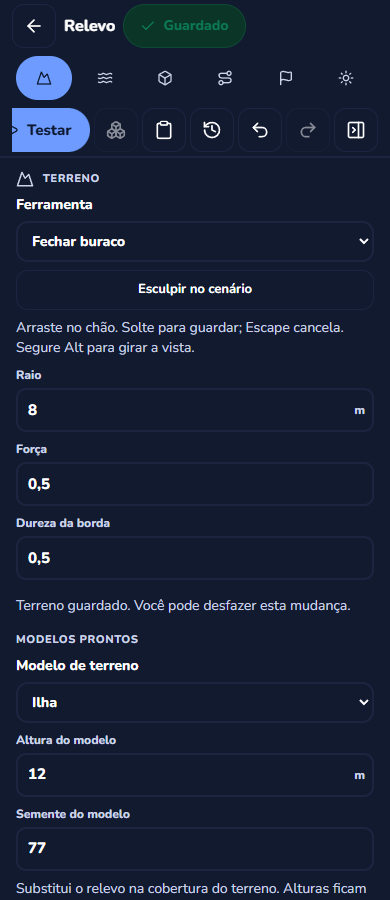 Relevo
Guardado
Testar
TERRENO
Ferramenta
Fechar buraco
Esculpir no cenário
Arraste no chão. Solte para guardar; Escape cancela.
Segure Alt para girar a vista.
Raio
8 m
Força
0,5
Dureza da borda
0,5
Terreno guardado. Você pode desfazer esta mudança.
MODELOS PRONTOS
Modelo de terreno
Ilha
Altura do modelo
12 m
Semente do modelo
77
Substitui o relevo na cobertura do terreno. Alturas ficam